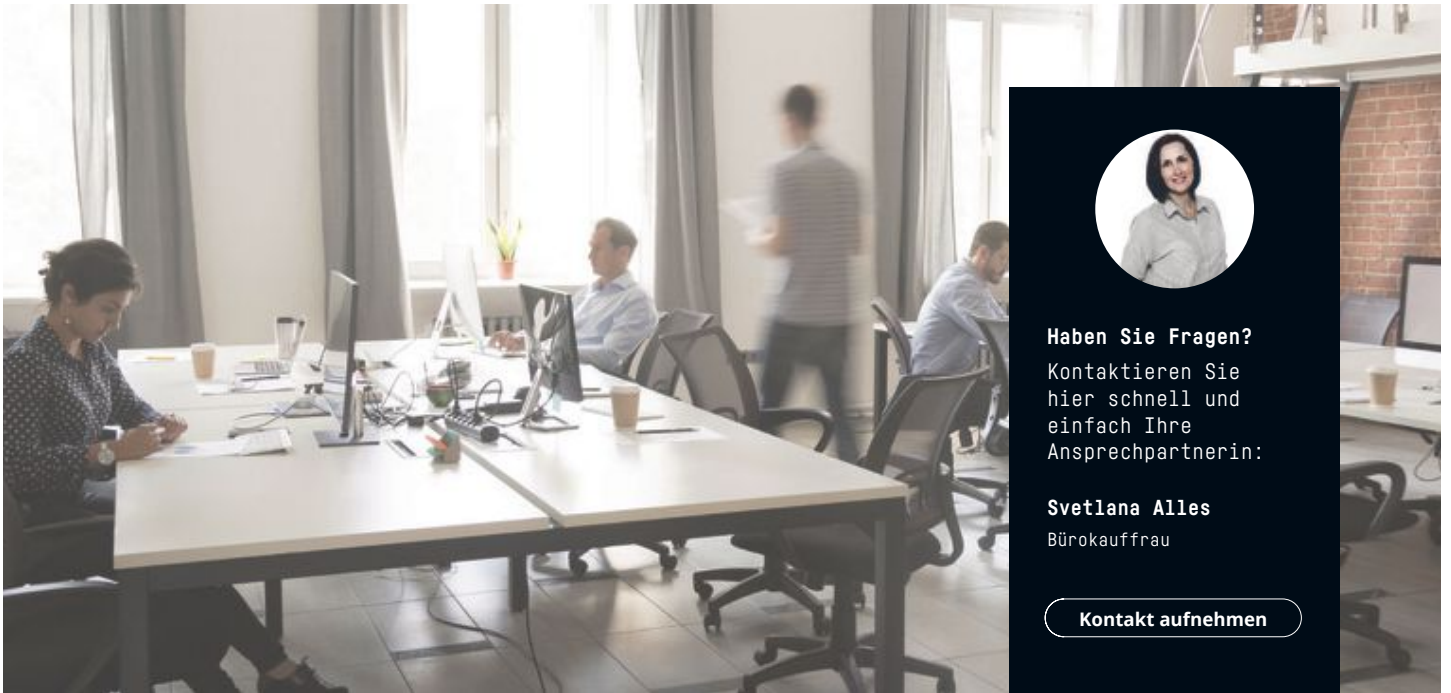 Haben Sie Fragen?
Kontaktieren Sie
hier schnell und
einfach Ihre
Ansprechpartnerin:
Svetlana Alles
Bürokauffrau
Kontakt aufnehmen